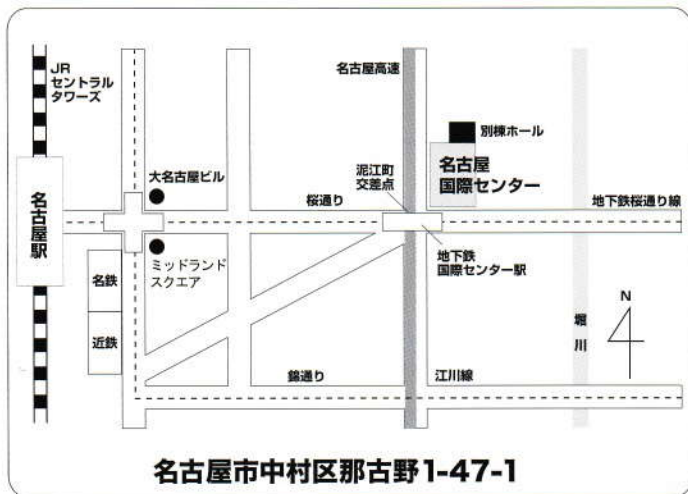 JR
セントラル
タワーズ
名古屋高速
別棟ホール
名古屋
国際センター
大名古屋ビル
泥江町
交差点
桜通り
地下鉄桜通り線
名古屋駅
ミッドランド
スクエア
地下鉄
国際センター駅
名鉄
近鉄
N
堀川
錦通り
江川線
名古屋市中村区那古野1-47-1